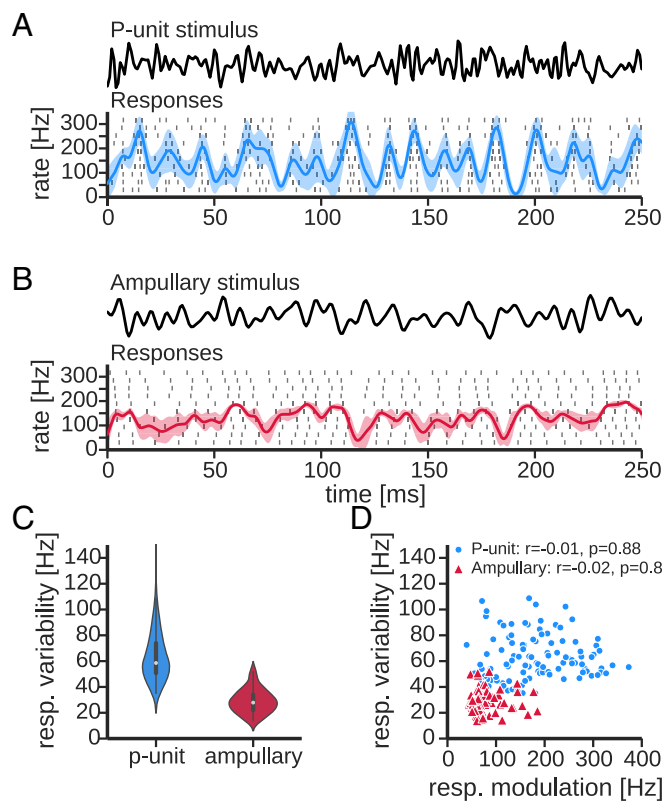 A
P-unit stimulus
Responses
rate [Hz]
300
200
100
0
0 50 100 150 200 250
B
Ampullary stimulus
Responses
rate [Hz]
300
200
100
0
0 50 100 150 200 250
time [ms]
C
resp. variability [Hz]
140
120
100
80
60
40
20
0
p-unit ampullary
D
P-unit: r=-0.01, p=0.88
Ampullary: r=-0.02, p=0.8
resp. variability [Hz]
140
120
100
80
60
40
20
0
0 100 200 300 400
resp. modulation [Hz]